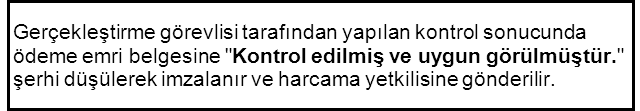 Gerçekleştirme görevlisi tarafından yapılan kontrol sonucunda
ödeme emri belgesine "Kontrol edilmiş ve uygun görülmüştür."
şerhi düşülerek imzalanır ve harcama yetkilisine gönderilir.